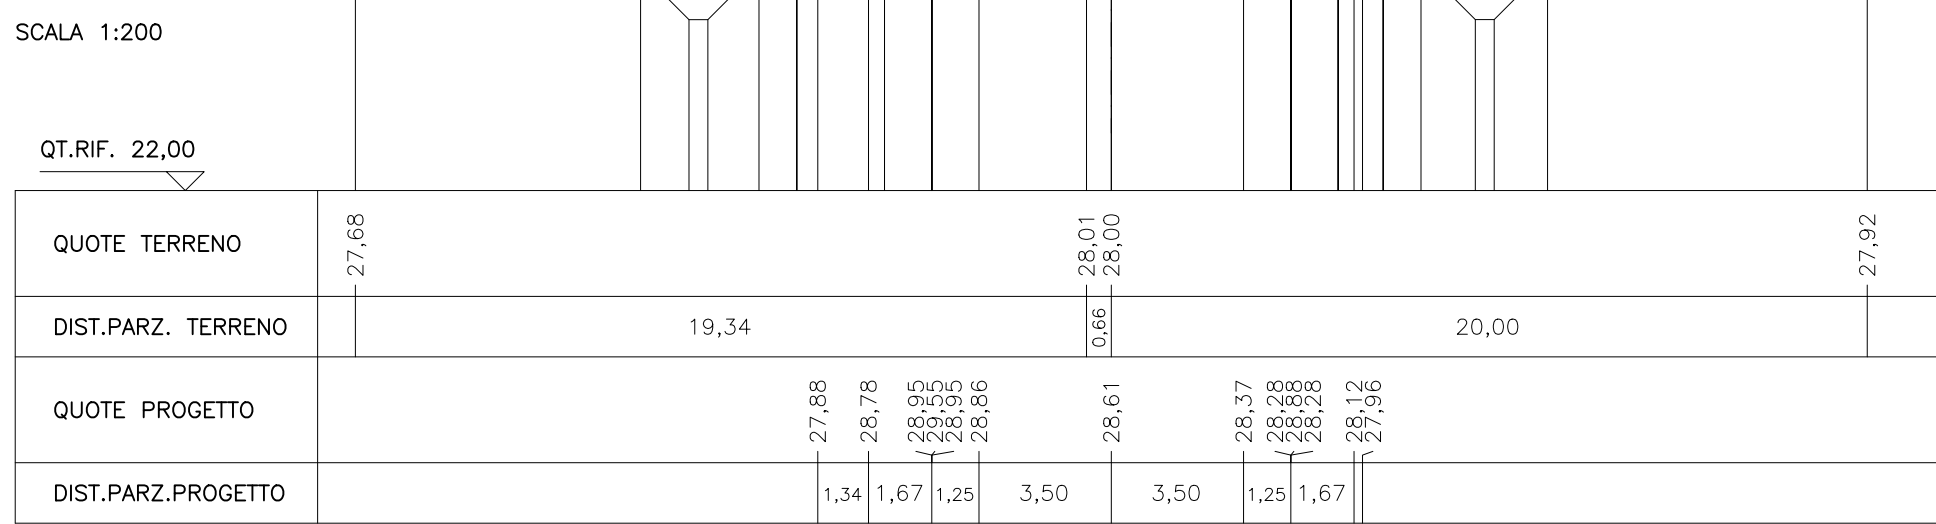 SCALA 1:200
QT.RIF. 22,00
QUOTE TERRENO 27,68 28,01 28,00 27,92
DIST.PARZ. TERRENO 19,34 0,66 20,00
QUOTE PROGETTO 27,88 28,78 28,95 29,55 28,95 28,86 28,61 28,37 28,28 28,88 28,28 28,12 27,96
DIST.PARZ.PROGETTO 1,34 1,67 1,25 3,50 3,50 1,25 1,67